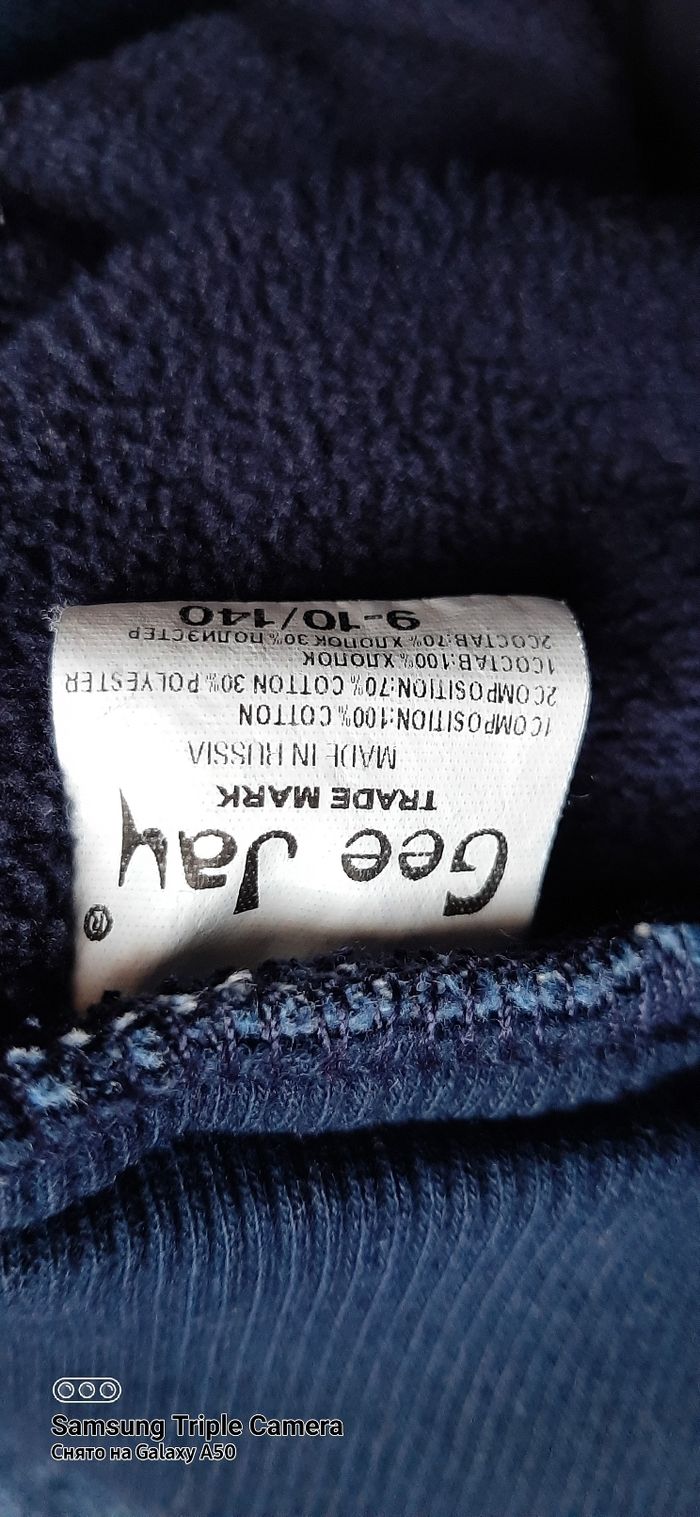 Gee Jay ®
TRADE MARK
MADE IN RUSSIA
1COMPOSITION:100% COTTON
2COMPOSITION:70% COTTON 30% POLYESTER
1СОСТАВ:100% ХЛОПОК
2СОСТАВ:70% ХЛОПОК 30% ПОЛИЭСТЕР
9-10/140
Samsung Triple Camera
Снято на Galaxy A50